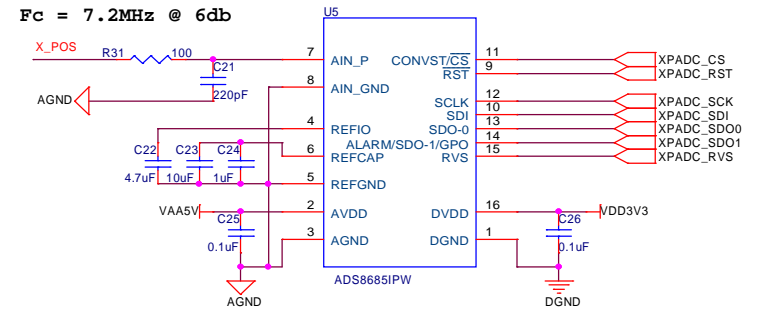 Fc = 7.2MHz @ 6db
U5
X_POS
R31
100
C21
220pF
AGND
7
AIN_P
CONVST/CS
11
XPADC_CS
RST
9
XPADC_RST
8
AIN_GND
SCLK
12
XPADC_SCK
SDI
10
XPADC_SDI
4
REFIO
SDO-0
13
XPADC_SDO0
ALARM/SDO-1/GPO
14
XPADC_SDO1
C22
C23
C24
6
REFCAP
RVS
15
XPADC_RVS
4.7uF
10uF
1uF
5
REFGND
VAA5V
2
AVDD
DVDD
16
VDD3V3
C25
C26
3
AGND
DGND
1
0.1uF
0.1uF
ADS8685IPW
AGND
DGND